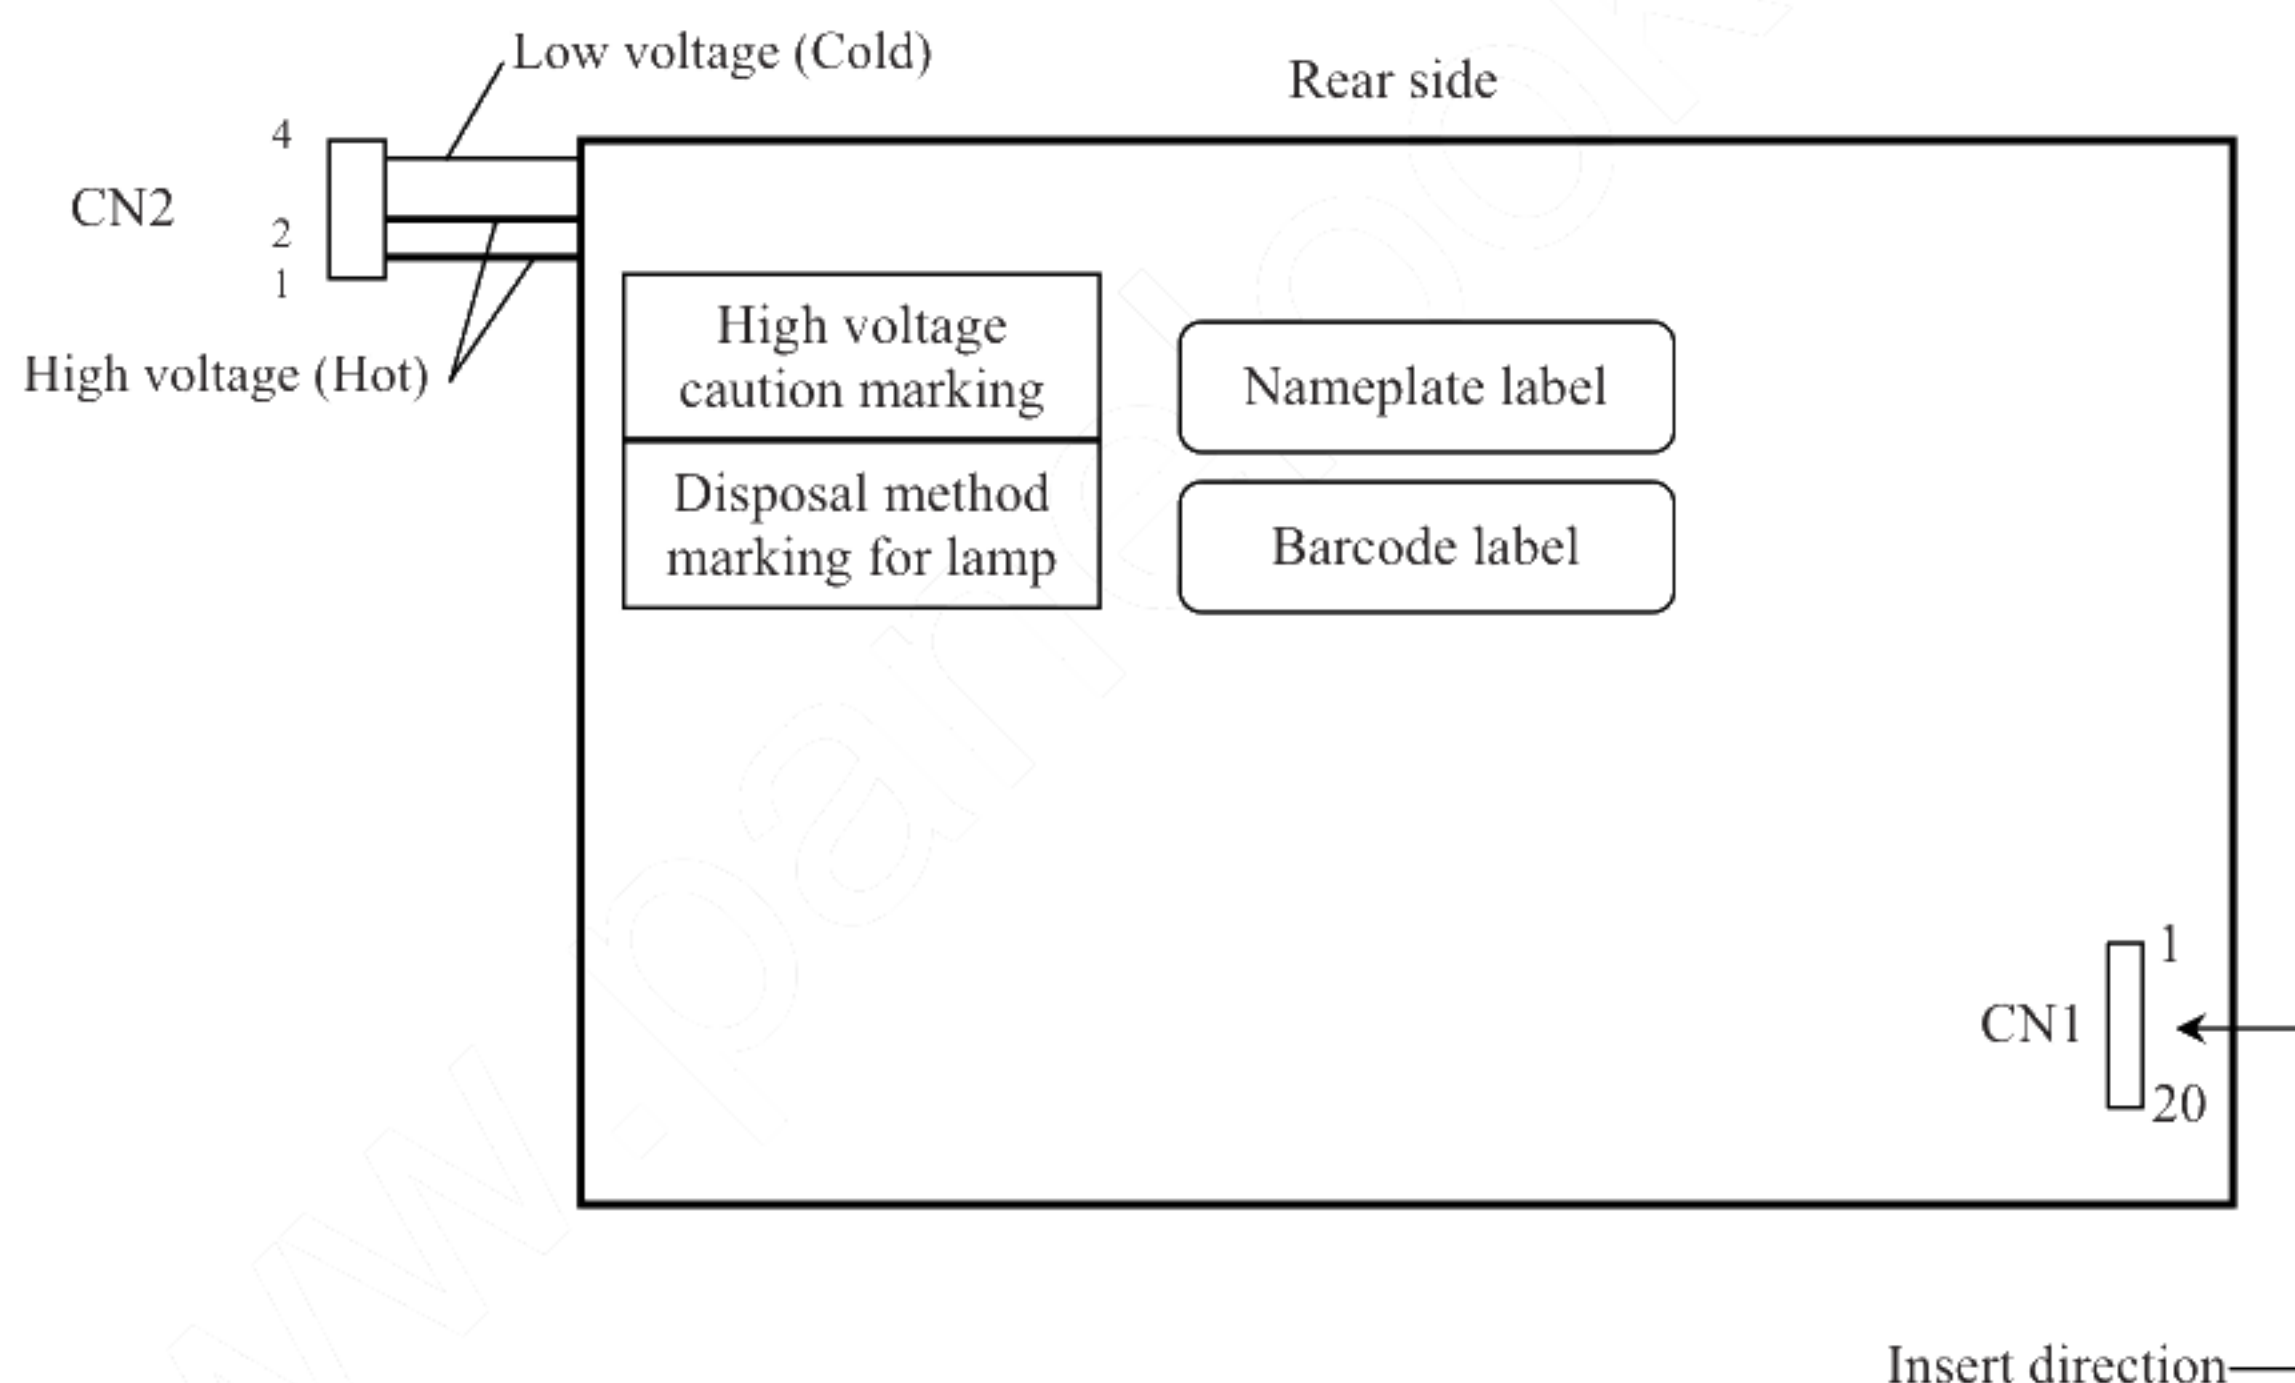 Low voltage (Cold)
Rear side
4
CN2
2
1
High voltage (Hot)
High voltage
caution marking
Nameplate label
Disposal method
marking for lamp
Barcode label
1
CN1
20
Insert direction